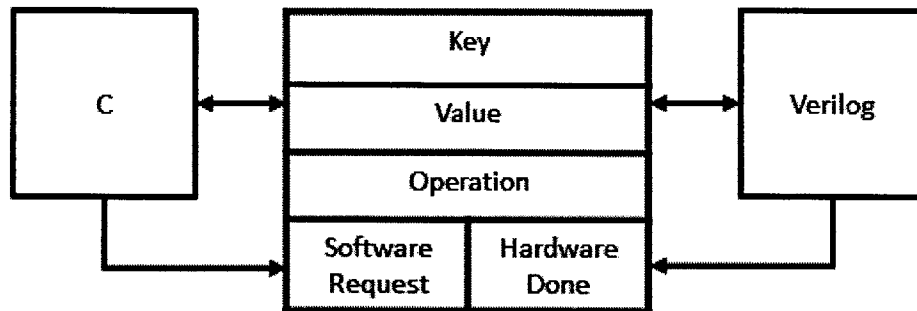 Key
C
Value
Verilog
Operation
Software
Request
Hardware
Done